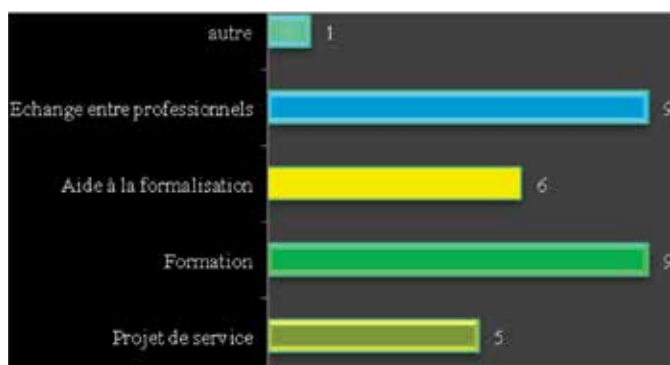 autre 1
Echange entre professionnels 9
Aide à la formalisation 6
Formation 9
Projet de service 5